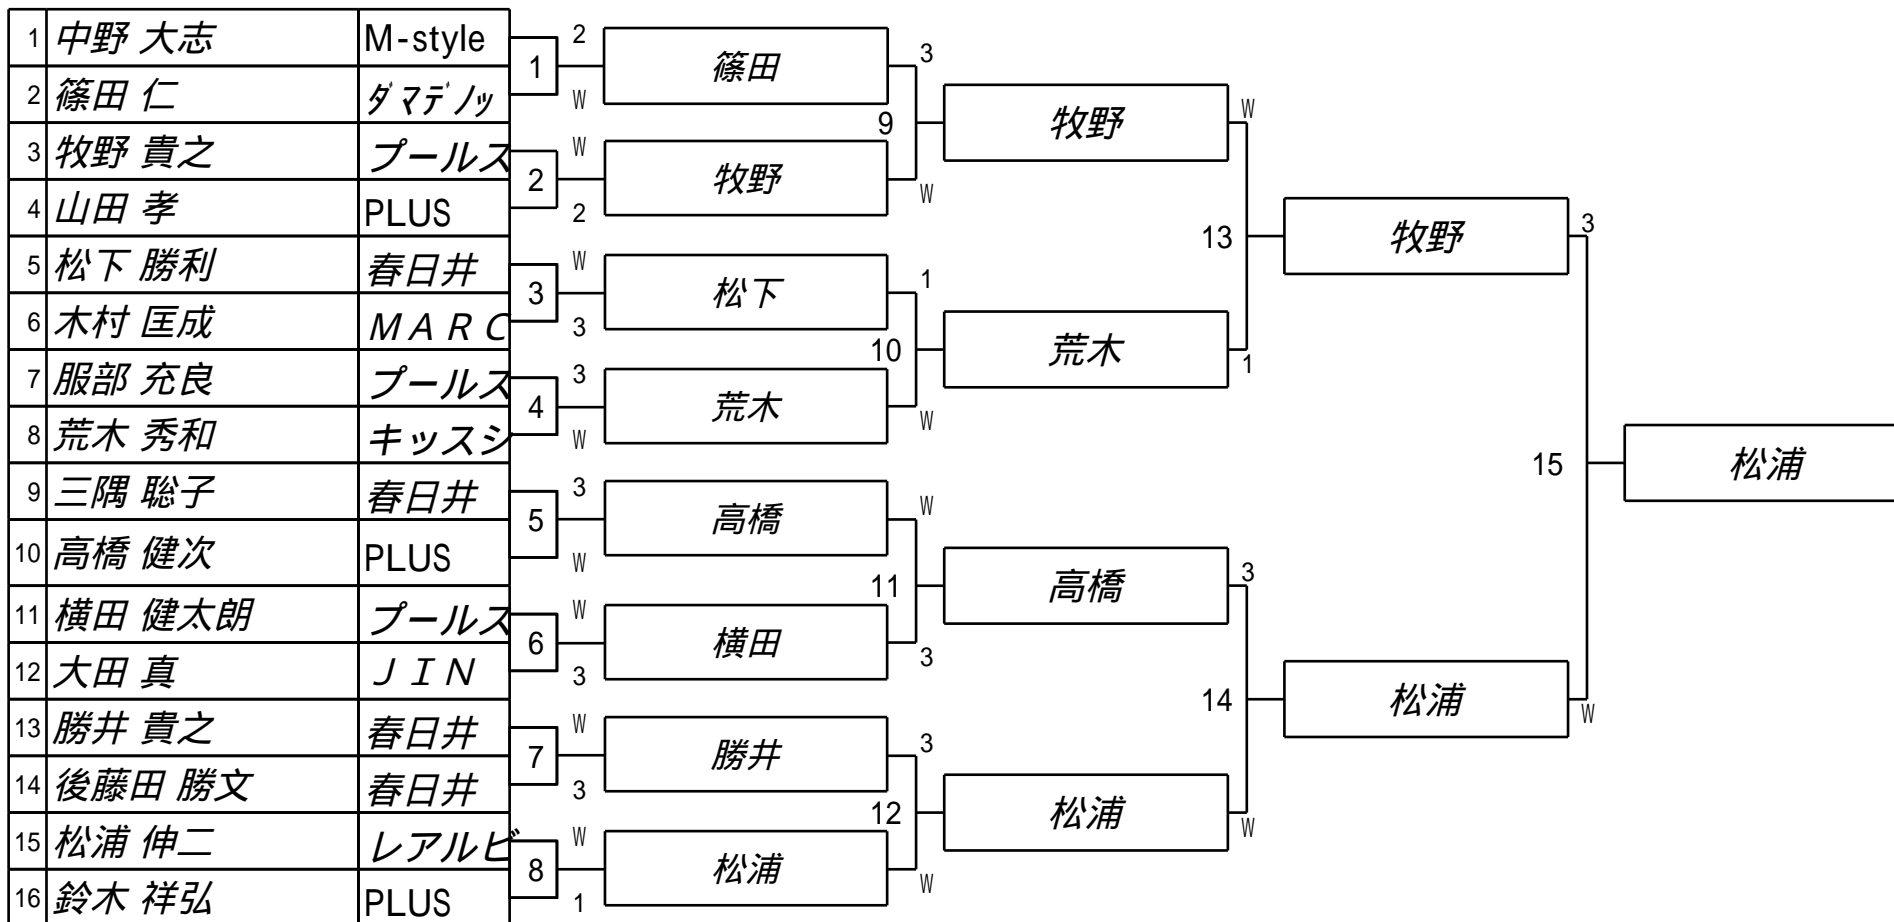 1 中野 大志 M-style
2 篠田 仁 ダマデノッ
3 牧野 貴之 プールス
4 山田 孝 PLUS
5 松下 勝利 春日井
6 木村 匡成 ＭＡＲＣ
7 服部 充良 プールス
8 荒木 秀和 キッスシ
9 三隅 聡子 春日井
10 高橋 健次 PLUS
11 横田 健太朗 プールス
12 大田 真 ＪＩＮ
13 勝井 貴之 春日井
14 後藤田 勝文 春日井
15 松浦 伸二 レアルビ
16 鈴木 祥弘 PLUS
2
1
W
W
2
2
W
3
3
3
4
W
3
5
W
W
6
3
W
7
3
W
8
1
篠田
牧野
松下
荒木
高橋
横田
勝井
松浦
3
9
W
1
10
W
W
11
3
3
12
W
牧野
荒木
高橋
松浦
W
13
1
3
14
W
牧野
松浦
3
15
W
松浦